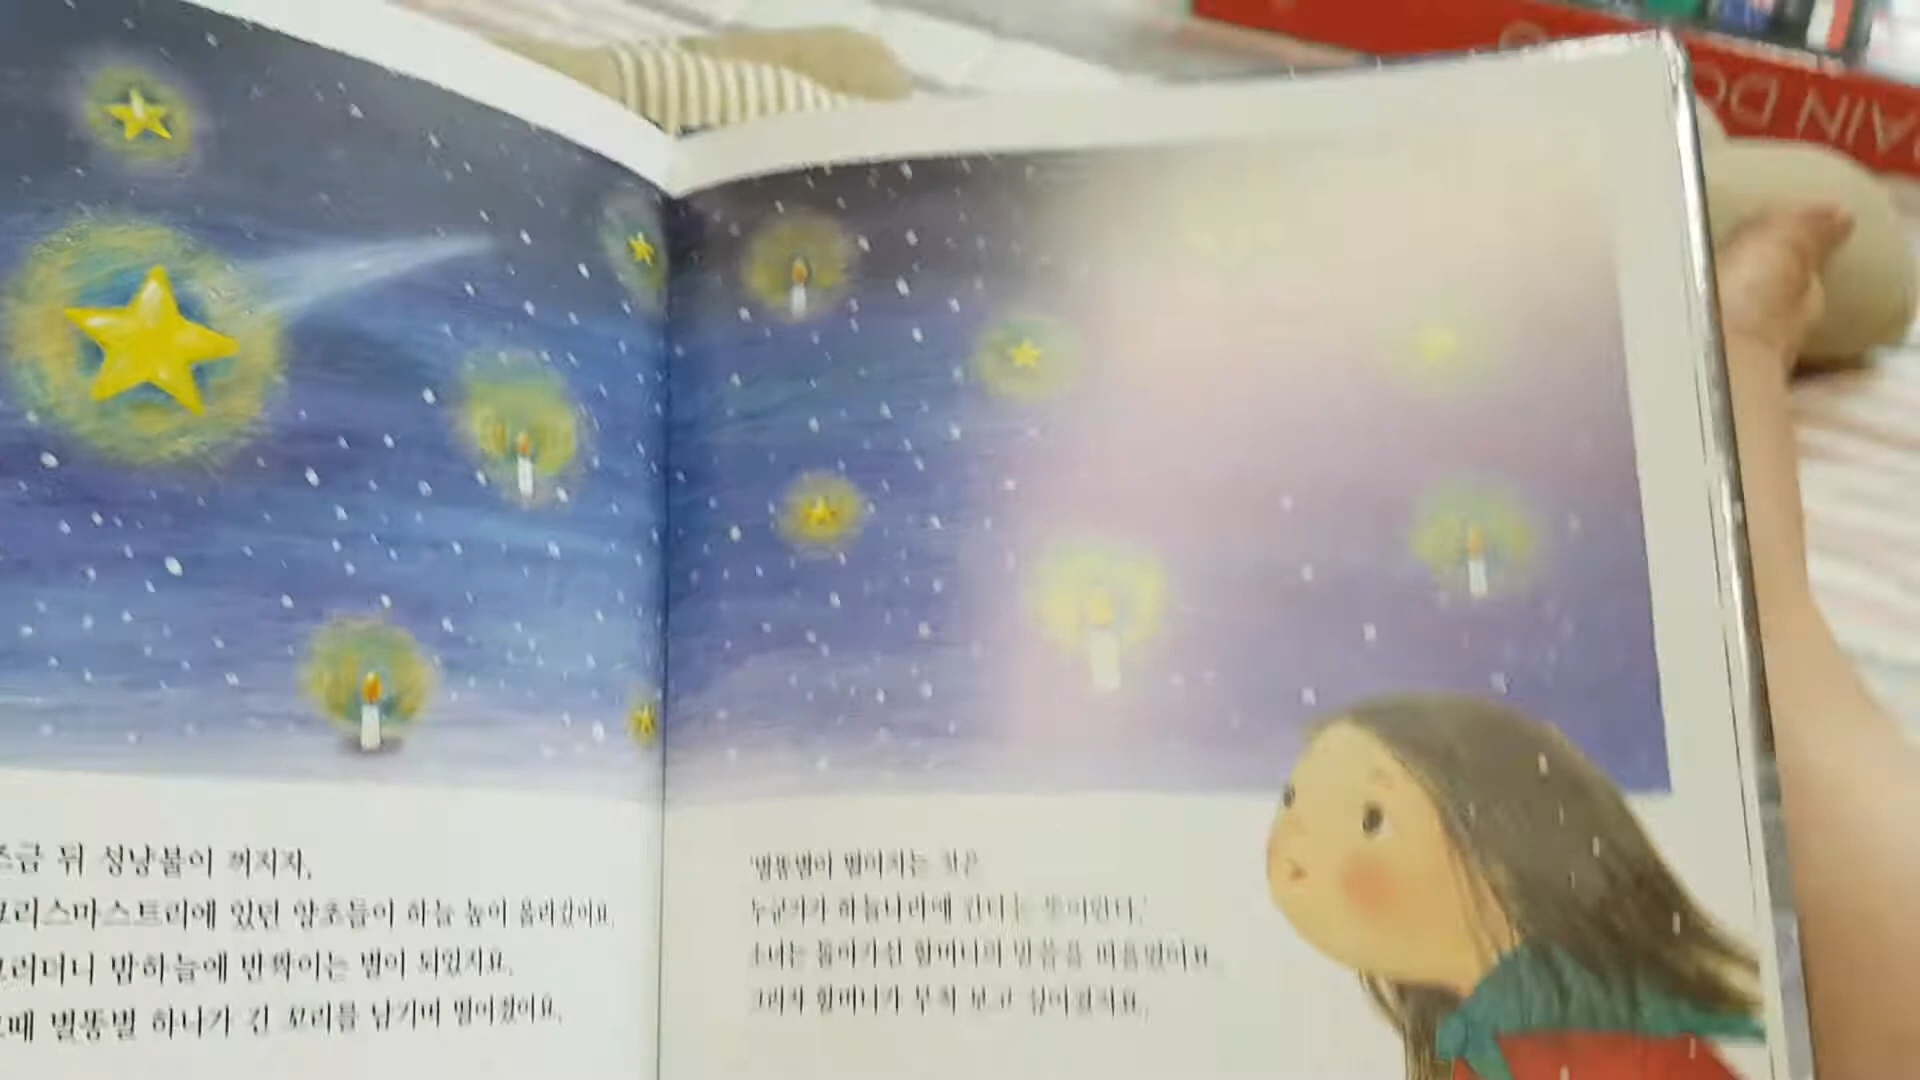 조금 뒤 성냥불이 꺼지자,
크리스마스트리에 있던 양초들이 하늘 높이 올라갔어요.
그러더니 밤하늘에 반짝이는 별이 되었지요.
그때 별똥별 하나가 긴 꼬리를 남기며 떨어졌어요.
'별똥별이 떨어지는 것은
누군가가 하늘나라에 간다는 뜻이란다.'
소녀는 돌아가신 할머니의 말씀을 떠올렸어요.
그러자 할머니가 무척 보고 싶어졌지요.
AIN DO